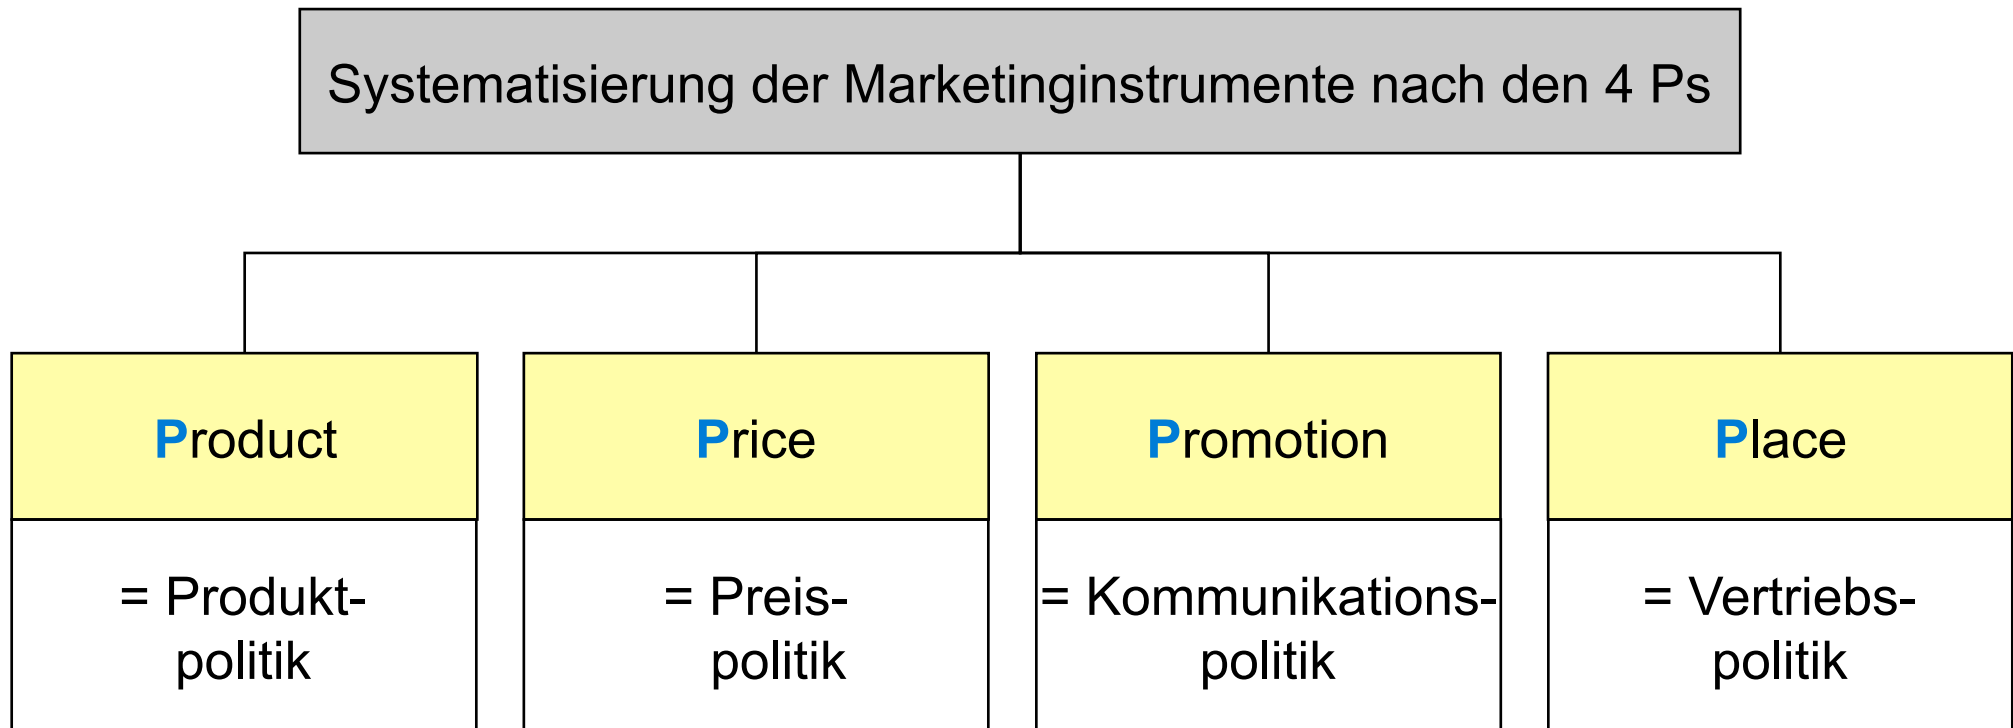 Systematisierung der Marketinginstrumente nach den 4 Ps
Product
= Produkt-
politik
Price
= Preis-
politik
Promotion
= Kommunikations-
politik
Place
= Vertriebs-
politik